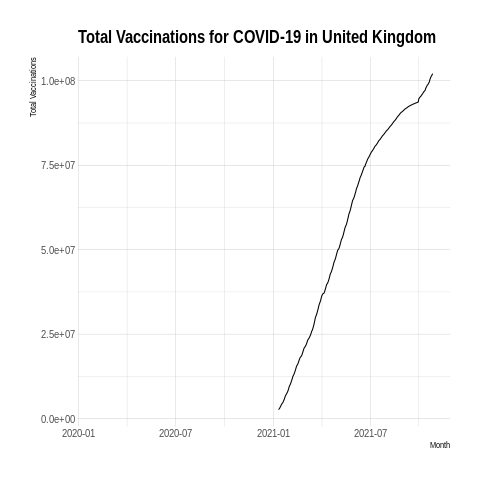 Total Vaccinations for COVID-19 in United Kingdom
Total Vaccinations
1.0e+08
7.5e+07
5.0e+07
2.5e+07
0.0e+00
2020-01 2020-07 2021-01 2021-07
Month